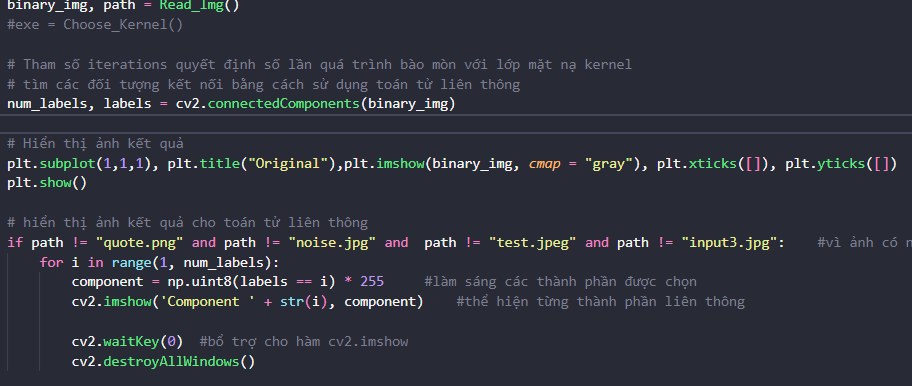 binary_img, path = Read_Img()
#exe = Choose_Kernel()
# Tham số iterations quyết định số lần quá trình bào mòn với lớp mặt nạ kernel
# tìm các đối tượng kết nối bằng cách sử dụng toán tử liên thông
num_labels, labels = cv2.connectedComponents(binary_img)
# Hiển thị ảnh kết quả
plt.subplot(1,1,1), plt.title("Original"),plt.imshow(binary_img, cmap = "gray"), plt.xticks([]), plt.yticks([])
plt.show()
# hiển thị ảnh kết quả cho toán tử liên thông
if path != "quote.png" and path != "noise.jpg" and  path != "test.jpeg" and path != "input3.jpg":    #vì ảnh có
    for i in range(1, num_labels):
        component = np.uint8(labels == i) * 255     #làm sáng các thành phần được chọn
        cv2.imshow('Component ' + str(i), component)    #thể hiện từng thành phần liên thông
        cv2.waitKey(0)  #bổ trợ cho hàm cv2.imshow
        cv2.destroyAllWindows()